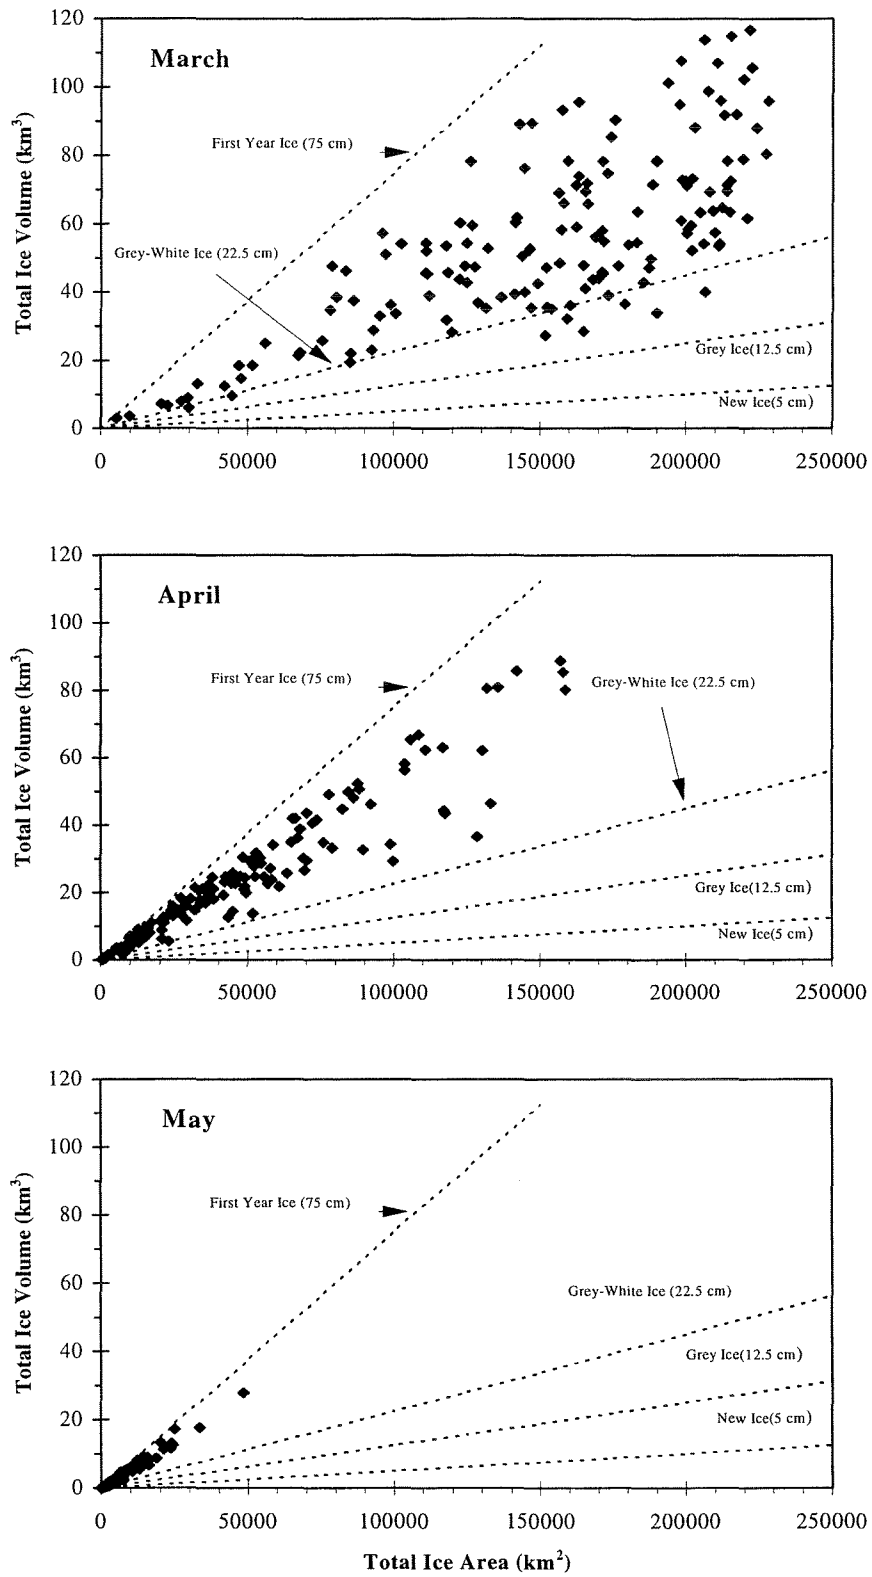 120
March
100
First Year Ice (75 cm)
80
Total Ice Volume (km³)
60
Grey-White Ice (22.5 cm)
40
20
Grey Ice(12.5 cm)
New Ice(5 cm)
0
0 50000 100000 150000 200000 250000
120
April
100
First Year Ice (75 cm)
Grey-White Ice (22.5 cm)
80
Total Ice Volume (km³)
60
40
20
Grey Ice(12.5 cm)
New Ice(5 cm)
0
0 50000 100000 150000 200000 250000
120
May
100
First Year Ice (75 cm)
80
Total Ice Volume (km³)
60
Grey-White Ice (22.5 cm)
40
Grey Ice(12.5 cm)
20
New Ice(5 cm)
0
0 50000 100000 150000 200000 250000
Total Ice Area (km²)